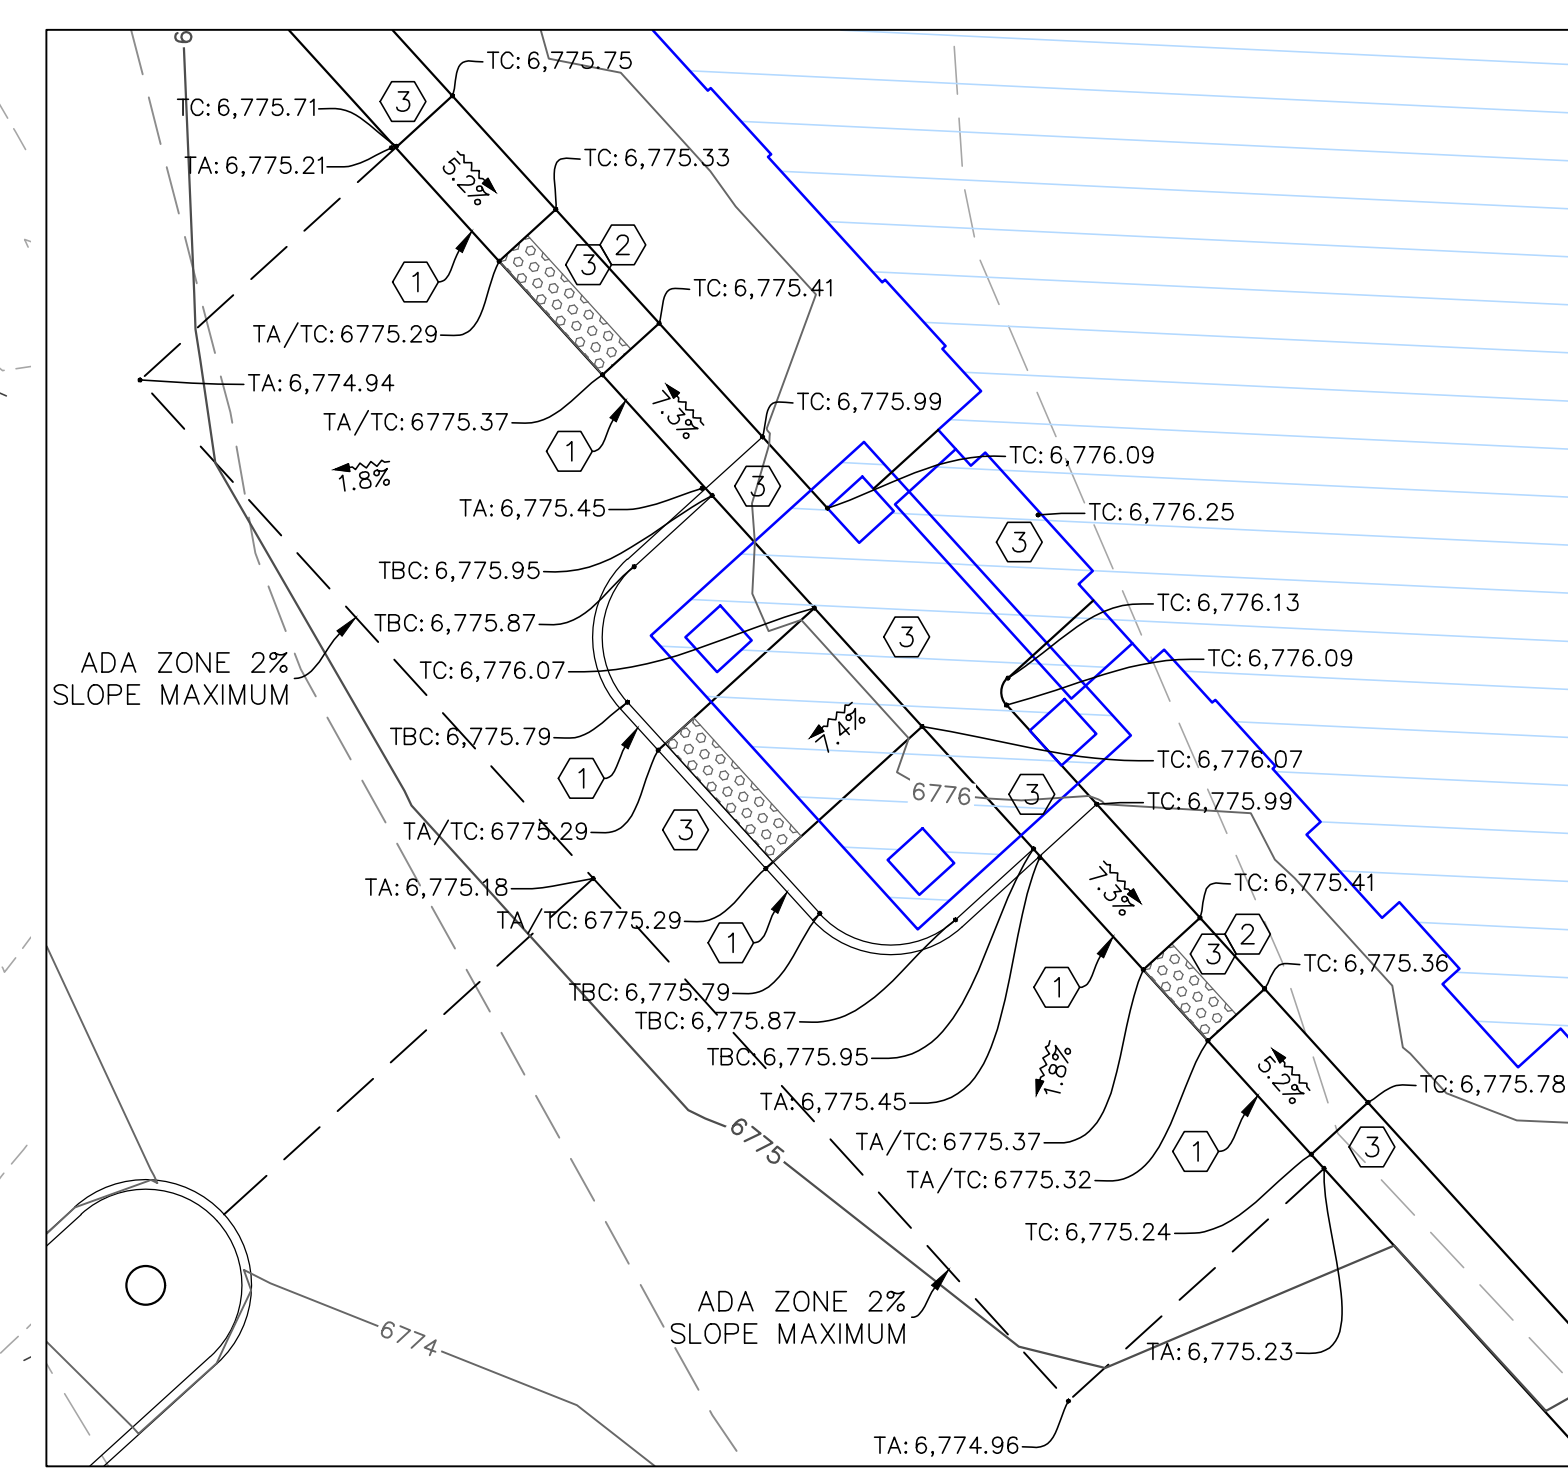 9
TC: 6,775.75
3
TC: 6,775.71
TC: 6,775.33
TA: 6,775.21
5.2%
2
3
1
TC: 6,775.41
TA/TC: 6775.29
TA: 6,774.94
TC: 6,775.99
7.3%
TA/TC: 6775.37
1
TC: 6,776.09
1.8%
3
TA: 6,775.45
TC: 6,776.25
3
TBC: 6,775.95
TC: 6,776.13
TBC: 6,775.87
3
ADA ZONE 2%
SLOPE MAXIMUM
TC: 6,776.07
TC: 6,776.09
TBC: 6,775.79
7.4%
TC: 6,776.07
1
6776
3
TC: 6,775.99
TA/TC: 6775.29
3
TA: 6,775.18
7.3%
TC: 6,775.41
TA/TC: 6775.29
2
1
3
TC: 6,775.36
TBC: 6,775.79
1
TBC: 6,775.87
TBC: 6,775.95
1.8%
5.2%
TC: 6,775.78
TA: 6,775.45
6775
TA/TC: 6775.37
1
3
TA/TC: 6775.32
TC: 6,775.24
ADA ZONE 2%
SLOPE MAXIMUM
6774
TA: 6,775.23
TA: 6,774.96